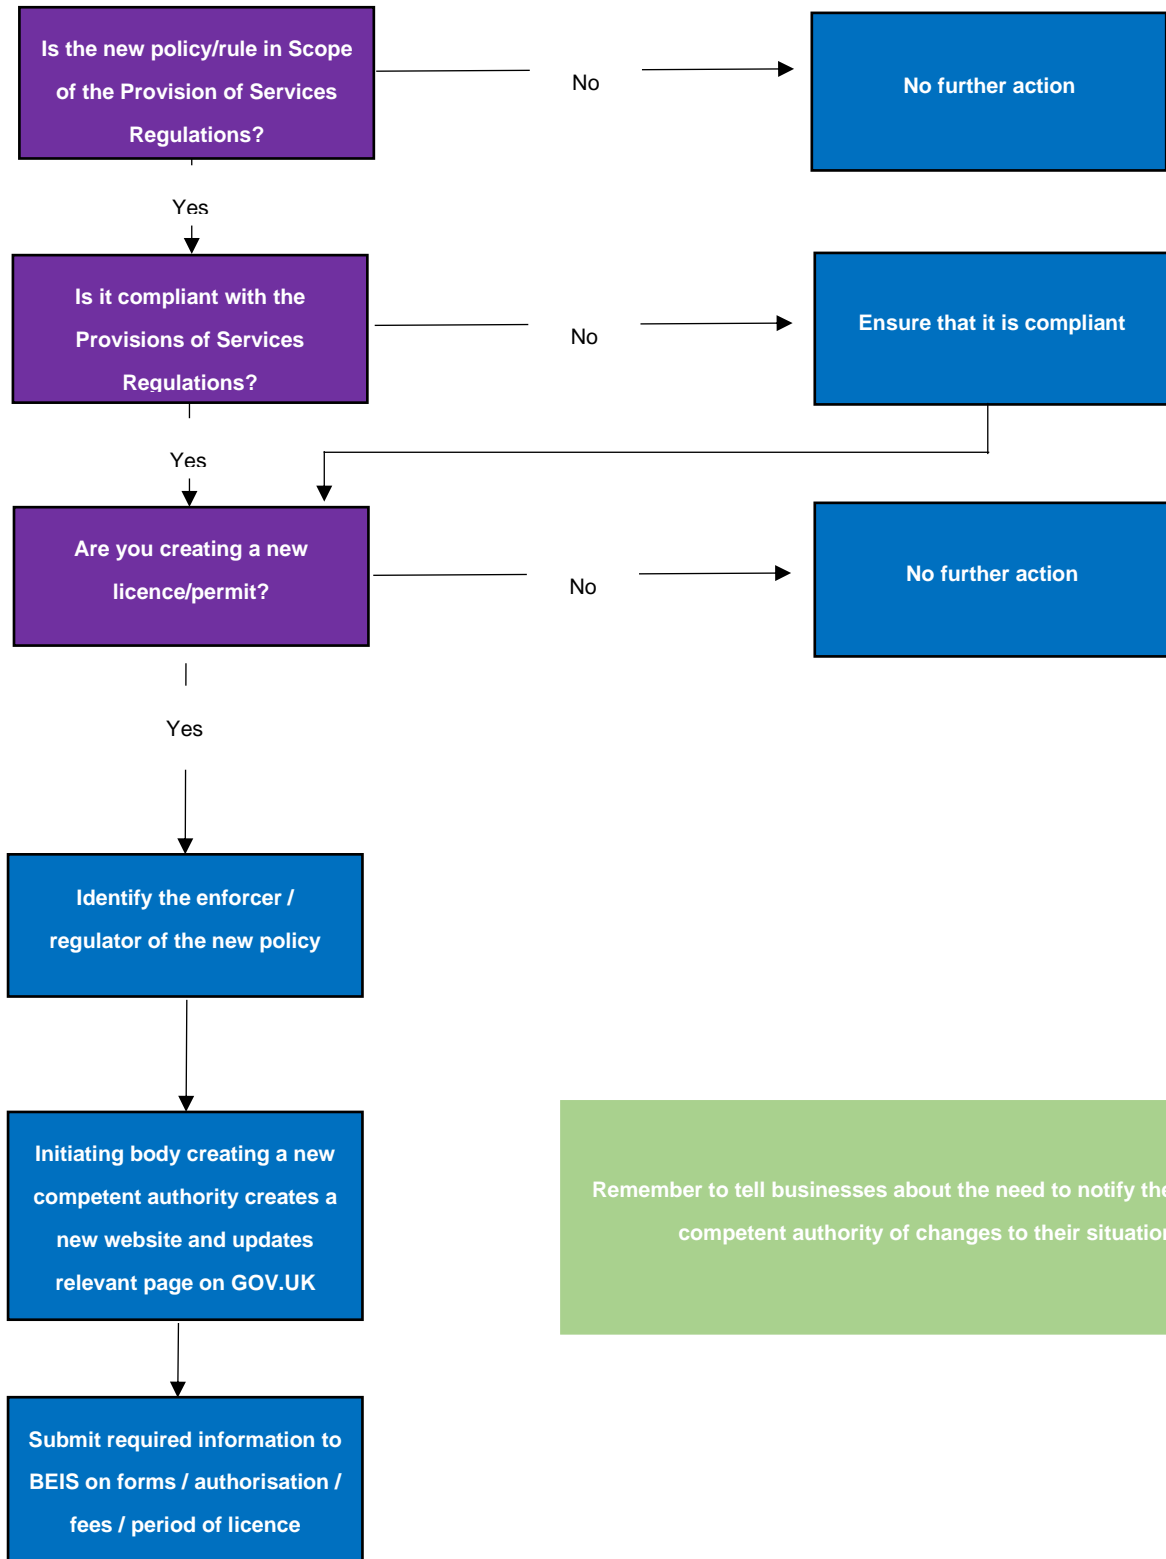 Is the new policy/rule in Scope
of the Provision of Services
Regulations?
No
No further action
Yes
Is it compliant with the
Provisions of Services
Regulations?
No
Ensure that it is compliant
Yes
Are you creating a new
licence/permit?
No
No further action
Yes
Identify the enforcer /
regulator of the new policy
Initiating body creating a new
competent authority creates a
new website and updates
relevant page on GOV.UK
Remember to tell businesses about the need to notify the
competent authority of changes to their situation
Submit required information to
BEIS on forms / authorisation /
fees / period of licence